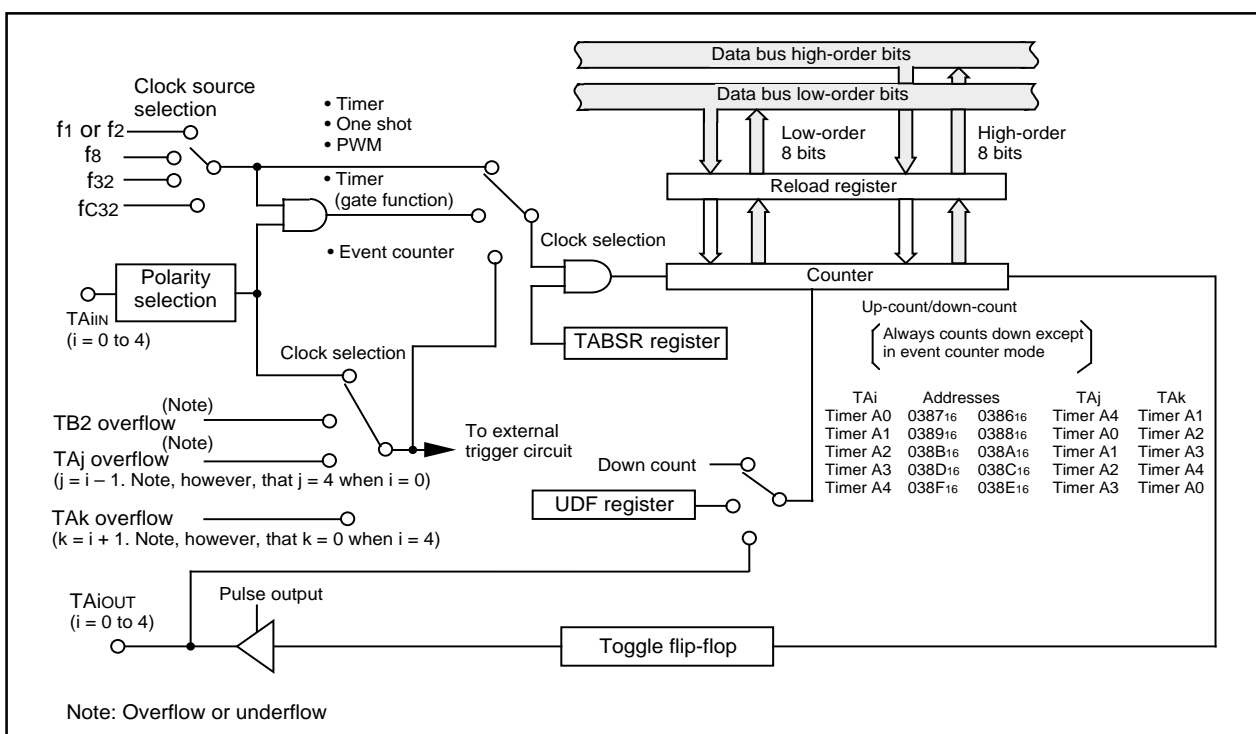 Data bus high-order bits
Data bus low-order bits
Low-order
8 bits
High-order
8 bits
Reload register
Counter
Clock source
selection
f1 or f2
f8
f32
fC32
• Timer
• One shot
• PWM
• Timer
(gate function)
• Event counter
Clock selection
Polarity
selection
TAiIN
(i = 0 to 4)
TABSR register
Up-count/down-count
Always counts down except
in event counter mode
Clock selection
(Note)
TB2 overflow
(Note)
TAj overflow
(j = i – 1. Note, however, that j = 4 when i = 0)
TAk overflow
(k = i + 1. Note, however, that k = 0 when i = 4)
To external
trigger circuit
TAi Addresses TAj TAk
Timer A0 038716 038616 Timer A4 Timer A1
Timer A1 038916 038816 Timer A0 Timer A2
Timer A2 038B16 038A16 Timer A1 Timer A3
Timer A3 038D16 038C16 Timer A2 Timer A4
Timer A4 038F16 038E16 Timer A3 Timer A0
Down count
UDF register
TAiOUT
(i = 0 to 4)
Pulse output
Toggle flip-flop
Note: Overflow or underflow